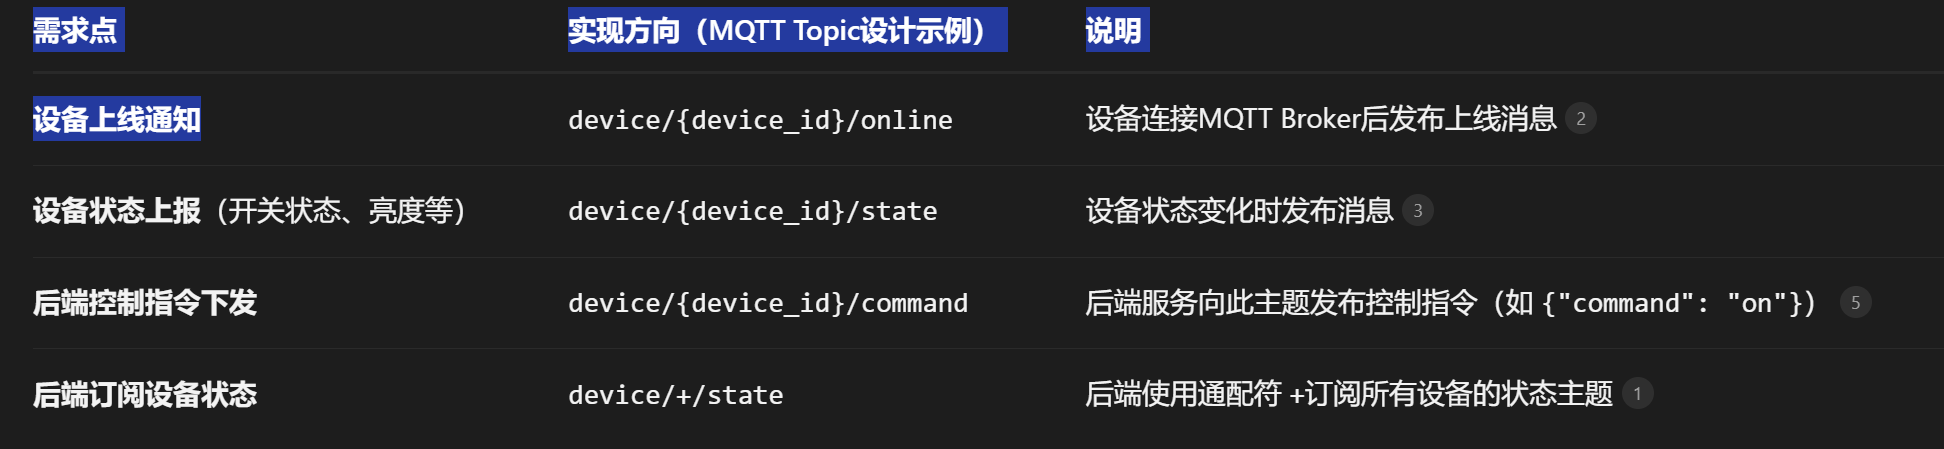 需求点 实现方向（MQTT Topic设计示例） 说明
设备上线通知 device/{device_id}/online 设备连接MQTT Broker后发布上线消息 2
设备状态上报（开关状态、亮度等） device/{device_id}/state 设备状态变化时发布消息 3
后端控制指令下发 device/{device_id}/command 后端服务向此主题发布控制指令（如 {"command": "on"}） 5
后端订阅设备状态 device/+/state 后端使用通配符 +订阅所有设备的状态主题 1